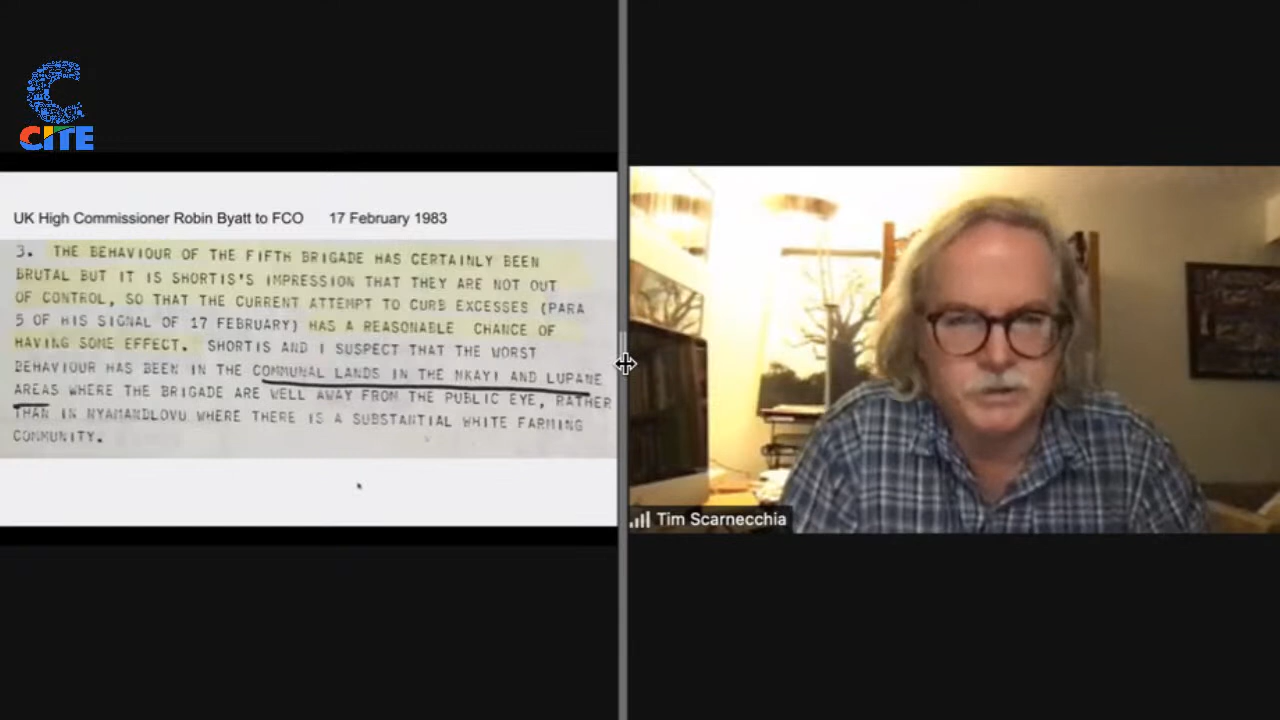 C
CITE
UK High Commissioner Robin Byatt to FCO 17 February 1983
3. THE BEHAVIOUR OF THE FIFTH BRIGADE HAS CERTAINLY BEEN
BRUTAL BUT IT IS SHORTIS'S IMPRESSION THAT THEY ARE NOT OUT
OF CONTROL, SO THAT THE CURRENT ATTEMPT TO CURB EXCESSES (PARA
5 OF HIS SIGNAL OF 17 FEBRUARY) HAS A REASONABLE CHANCE OF
HAVING SOME EFFECT. SHORTIS AND I SUSPECT THAT THE WORST
BEHAVIOUR HAS BEEN IN THE COMMUNAL LANDS IN THE NKAYI AND LUPANE
AREAS WHERE THE BRIGADE ARE WELL AWAY FROM THE PUBLIC EYE, RATHER
THAN IN NYAMANDLOVU WHERE THERE IS A SUBSTANTIAL WHITE FARMING
COMMUNITY.
Tim Scarnecchia